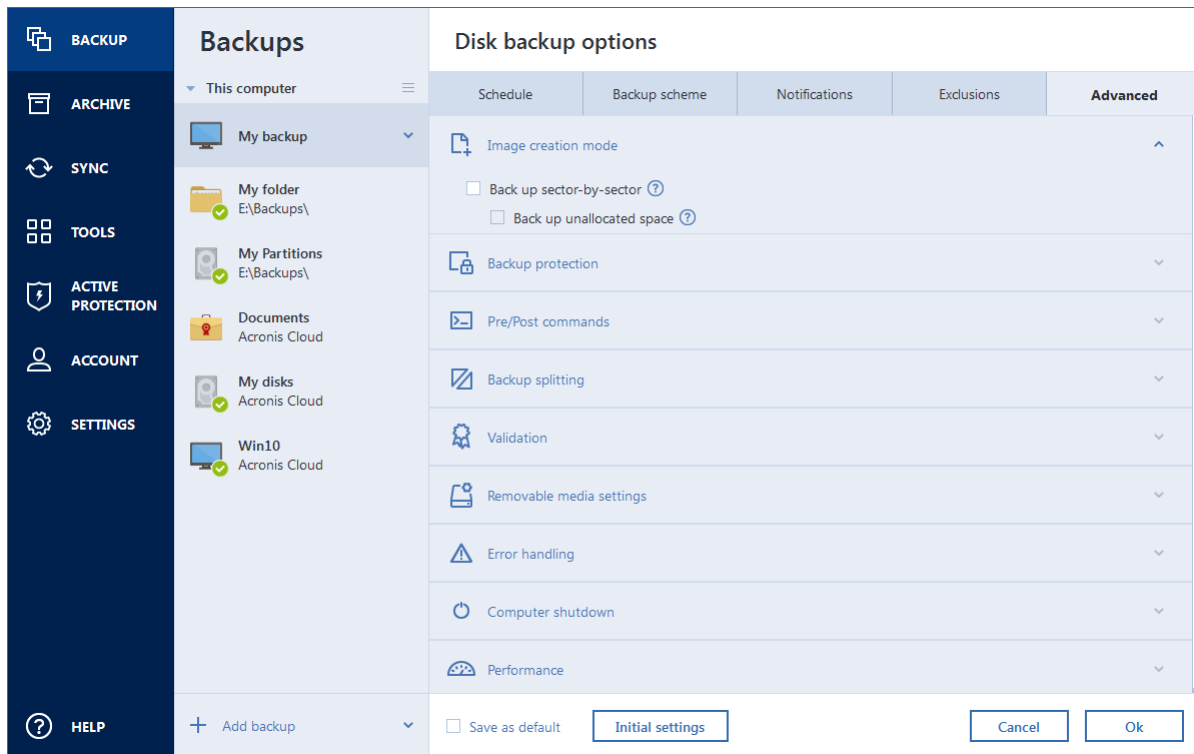 BACKUP
ARCHIVE
SYNC
TOOLS
ACTIVE
PROTECTION
ACCOUNT
SETTINGS
HELP
Backups
This computer
My backup
My folder
E:\Backups\
My Partitions
E:\Backups\
Documents
Acronis Cloud
My disks
Acronis Cloud
Win10
Acronis Cloud
Add backup
Disk backup options
Schedule
Backup scheme
Notifications
Exclusions
Advanced
Image creation mode
Back up sector-by-sector ?
Back up unallocated space ?
Backup protection
Pre/Post commands
Backup splitting
Validation
Removable media settings
Error handling
Computer shutdown
Performance
Save as default
Initial settings
Cancel
Ok